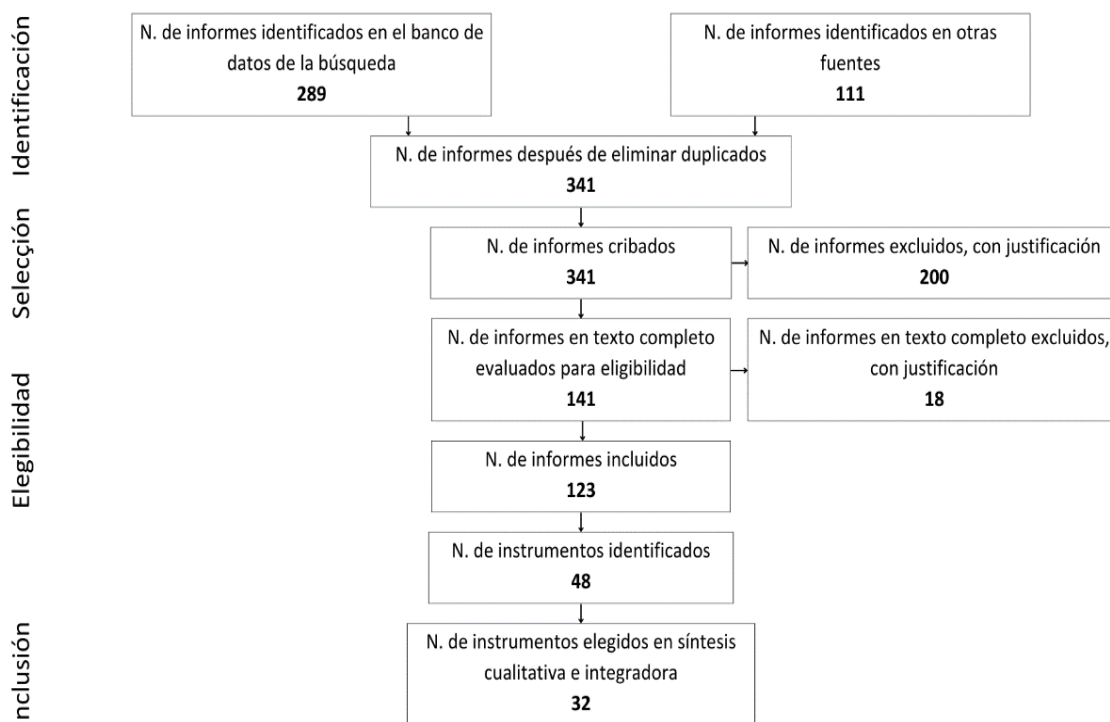 Identificación
N. de informes identificados en el banco de
datos de la búsqueda
289
N. de informes identificados en otras
fuentes
111
N. de informes después de eliminar duplicados
341
Selecçión
N. de informes cribados
341
N. de informes excluidos, con justificación
200
Elegibilidad
N. de informes en texto completo
evaluados para eligibilidad
141
N. de informes en texto completo excluidos,
con justificación
18
N. de informes incluidos
123
N. de instrumentos identificados
48
nclusión
N. de instrumentos elegidos en síntesis
cualitativa e integradora
32